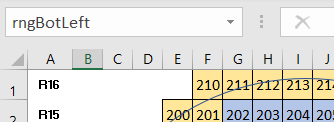 rngBotLeft
A B C D E F G H I J
1 R16 210 211 212 213 214
2 R15 200 201 202 203 204 205